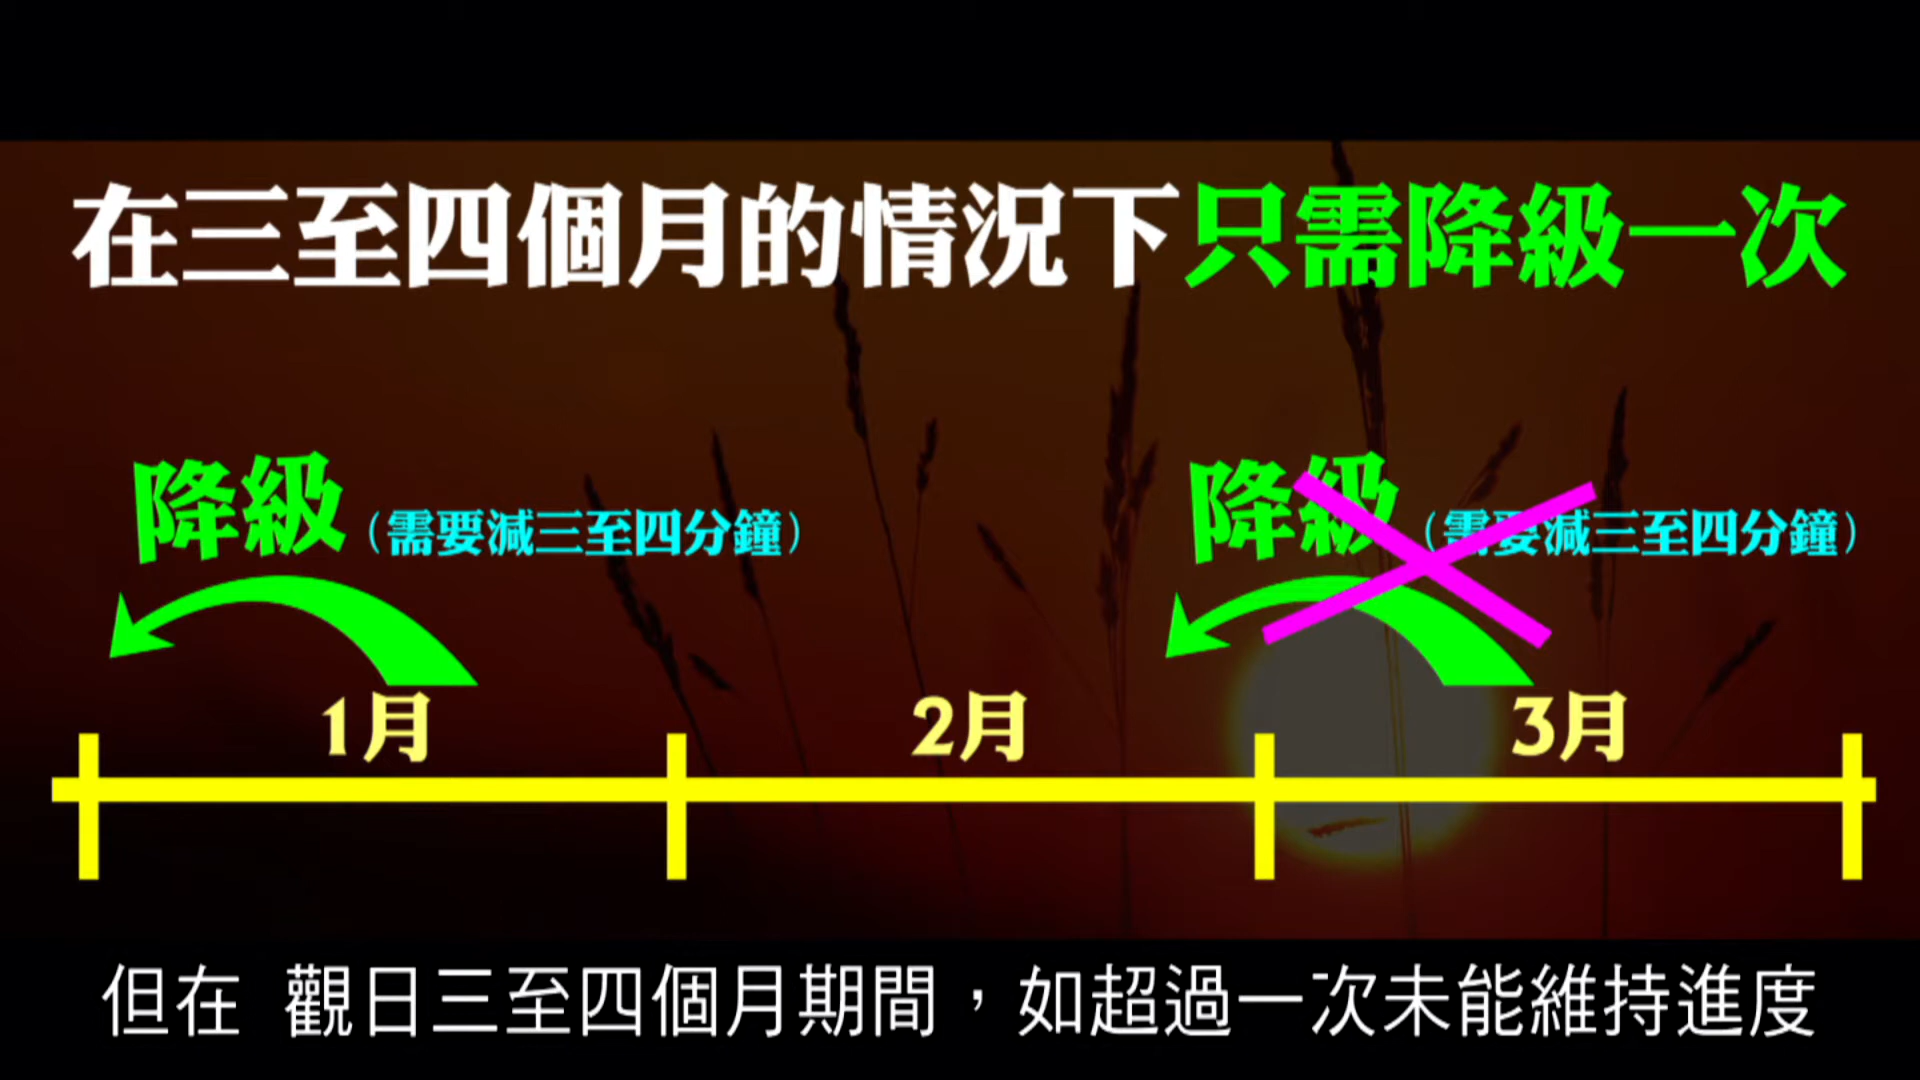 在三至四個月的情況下只需降級一次
降級（需要減三至四分鐘）
降級（需要減三至四分鐘）
1月
2月
3月
但在 觀日三至四個月期間，如超過一次未能維持進度